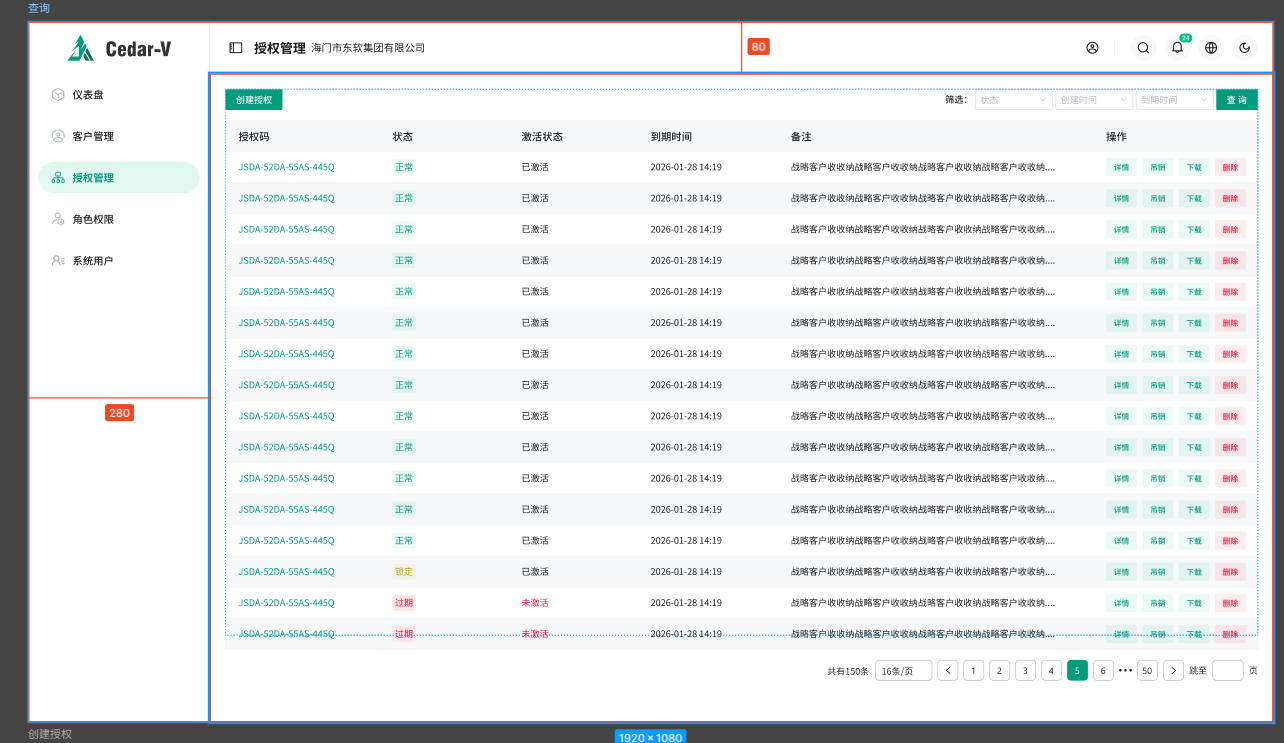 查询
Cedar-V
授权管理 海门市东软集团有限公司
80
24
仪表盘
客户管理
授权管理
角色权限
系统用户
280
创建授权
筛选： 状态 创建时间 到期时间 查 询
授权码 状态 激活状态 到期时间 备注 操作
JSDA-52DA-55AS-445Q 正常 已激活 2026-01-28 14:19 战略客户收收纳战略客户收收纳战略客户收收纳战略客户收收纳.... 详情 吊销 下载 删除
JSDA-52DA-55AS-445Q 正常 已激活 2026-01-28 14:19 战略客户收收纳战略客户收收纳战略客户收收纳战略客户收收纳.... 详情 吊销 下载 删除
JSDA-52DA-55AS-445Q 正常 已激活 2026-01-28 14:19 战略客户收收纳战略客户收收纳战略客户收收纳战略客户收收纳.... 详情 吊销 下载 删除
JSDA-52DA-55AS-445Q 正常 已激活 2026-01-28 14:19 战略客户收收纳战略客户收收纳战略客户收收纳战略客户收收纳.... 详情 吊销 下载 删除
JSDA-52DA-55AS-445Q 正常 已激活 2026-01-28 14:19 战略客户收收纳战略客户收收纳战略客户收收纳战略客户收收纳.... 详情 吊销 下载 删除
JSDA-52DA-55AS-445Q 正常 已激活 2026-01-28 14:19 战略客户收收纳战略客户收收纳战略客户收收纳战略客户收收纳.... 详情 吊销 下载 删除
JSDA-52DA-55AS-445Q 正常 已激活 2026-01-28 14:19 战略客户收收纳战略客户收收纳战略客户收收纳战略客户收收纳.... 详情 吊销 下载 删除
JSDA-52DA-55AS-445Q 正常 已激活 2026-01-28 14:19 战略客户收收纳战略客户收收纳战略客户收收纳战略客户收收纳.... 详情 吊销 下载 删除
JSDA-52DA-55AS-445Q 正常 已激活 2026-01-28 14:19 战略客户收收纳战略客户收收纳战略客户收收纳战略客户收收纳.... 详情 吊销 下载 删除
JSDA-52DA-55AS-445Q 正常 已激活 2026-01-28 14:19 战略客户收收纳战略客户收收纳战略客户收收纳战略客户收收纳.... 详情 吊销 下载 删除
JSDA-52DA-55AS-445Q 正常 已激活 2026-01-28 14:19 战略客户收收纳战略客户收收纳战略客户收收纳战略客户收收纳.... 详情 吊销 下载 删除
JSDA-52DA-55AS-445Q 正常 已激活 2026-01-28 14:19 战略客户收收纳战略客户收收纳战略客户收收纳战略客户收收纳.... 详情 吊销 下载 删除
JSDA-52DA-55AS-445Q 正常 已激活 2026-01-28 14:19 战略客户收收纳战略客户收收纳战略客户收收纳战略客户收收纳.... 详情 吊销 下载 删除
JSDA-52DA-55AS-445Q 锁定 已激活 2026-01-28 14:19 战略客户收收纳战略客户收收纳战略客户收收纳战略客户收收纳.... 详情 吊销 下载 删除
JSDA-52DA-55AS-445Q 过期 未激活 2026-01-28 14:19 战略客户收收纳战略客户收收纳战略客户收收纳战略客户收收纳.... 详情 吊销 下载 删除
JSDA-52DA-55AS-445Q 过期 未激活 2026-01-28 14:19 战略客户收收纳战略客户收收纳战略客户收收纳战略客户收收纳.... 详情 吊销 下载 删除
共有150条 16条/页 < 1 2 3 4 5 6 ••• 50 > 跳至 页
创建授权
1920 × 1080